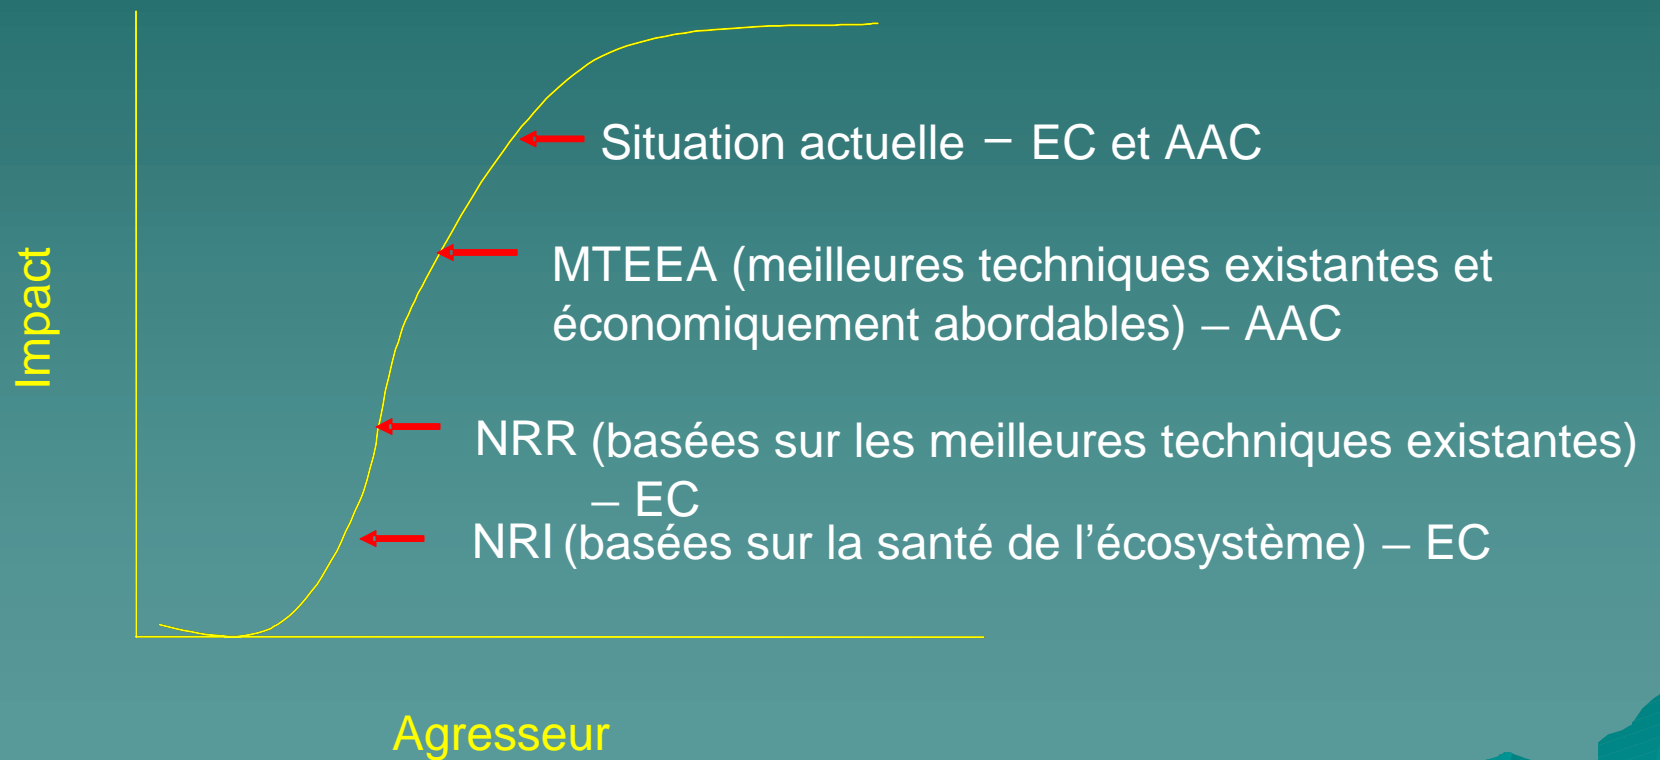 Impact
Situation actuelle – EC et AAC
MTEEA (meilleures techniques existantes et
économiquement abordables) – AAC
NRR (basées sur les meilleures techniques existantes)
– EC
NRI (basées sur la santé de l’écosystème) – EC
Agresseur